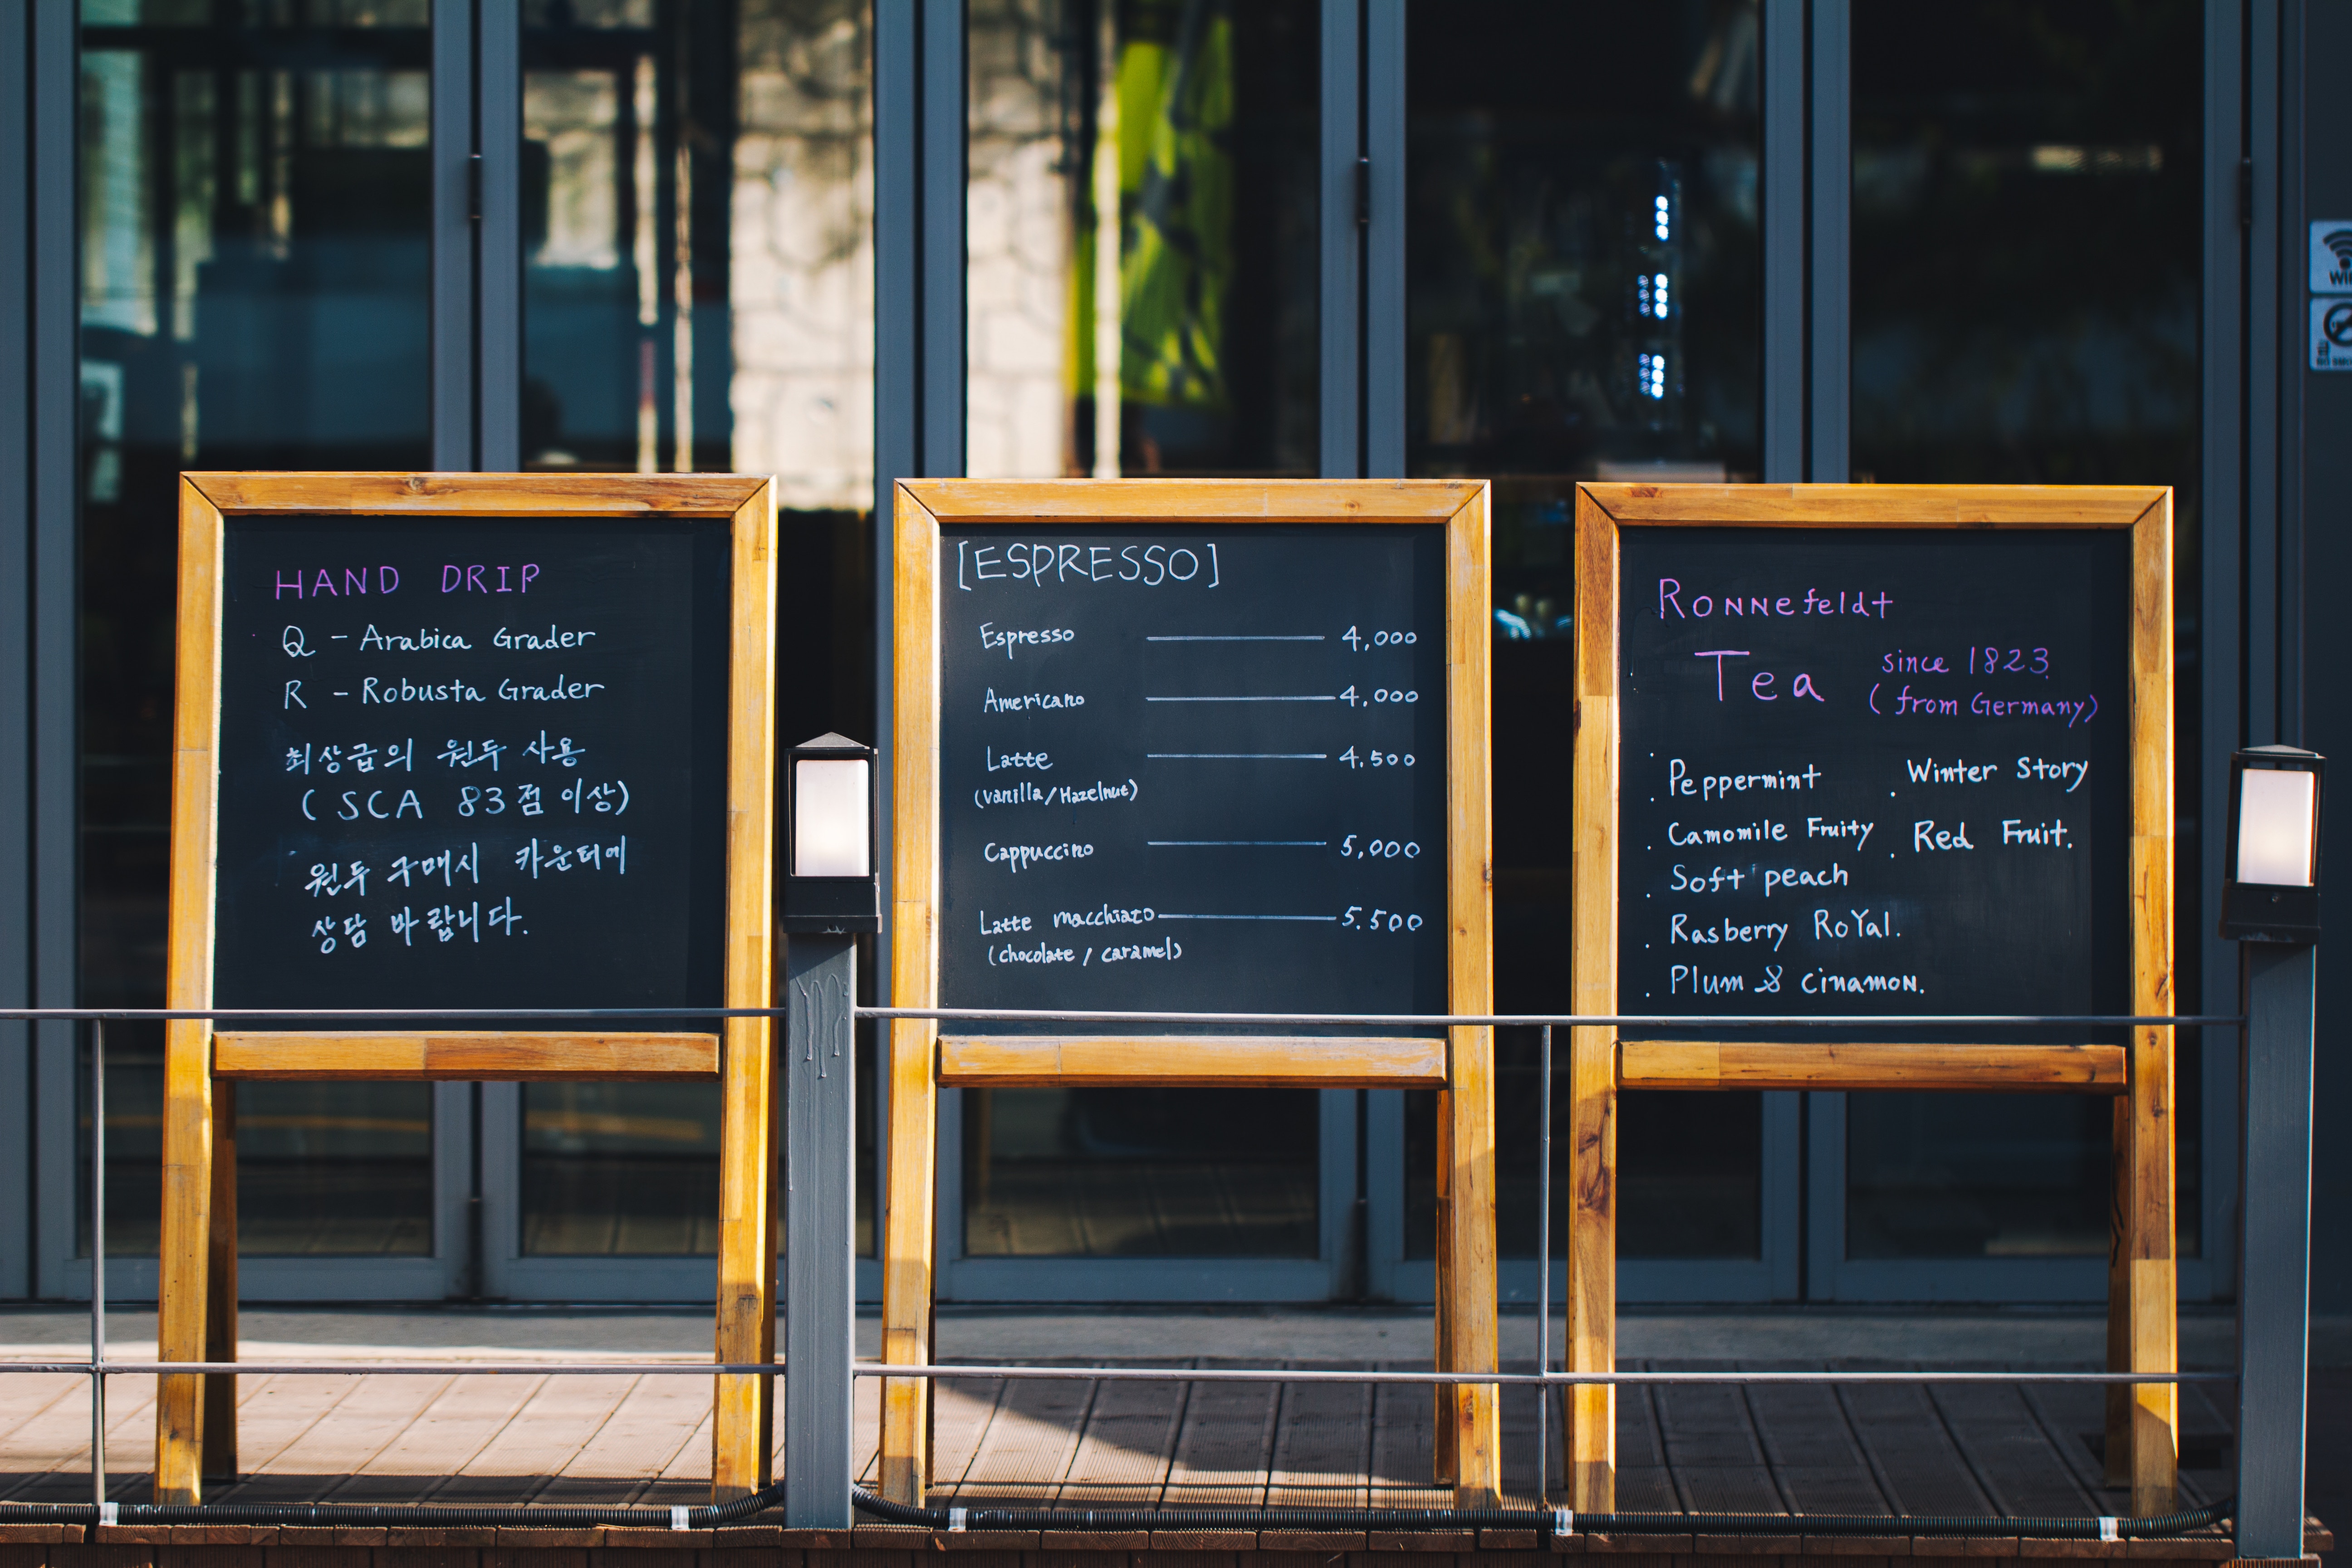 HAND DRIP
Q - Arabica Grader
R - Robusta Grader
최상급의 원두 사용
(SCA 83점 이상)
원두 구매시 카운터에
상담 바랍니다.
[ESPRESSO]
Espresso 4,000
Americano 4,000
Latte 4.500
(vanilla/Hazelnut)
Cappuccino 5,000
Latte macchiato 5.500
(chocolate / caramel)
Ronnefeldt
Tea since 1823.
(from Germany)
. Peppermint
. Camomile Fruity
. Soft peach
. Rasberry RoYal.
. Plum & cinamon.
. Winter Story
. Red Fruit.